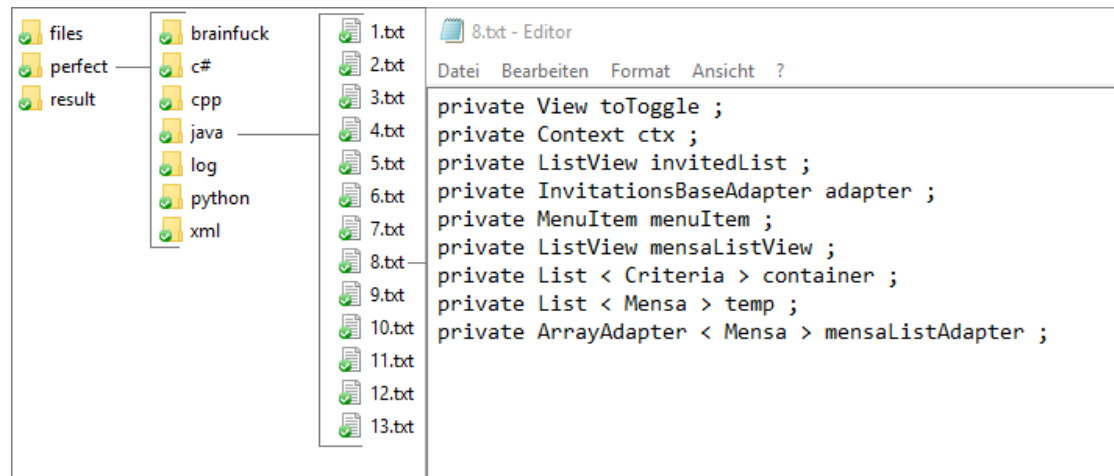 files
perfect
result
brainfuck
c#
cpp
java
log
python
xml
1.txt
2.txt
3.txt
4.txt
5.txt
6.txt
7.txt
8.txt
9.txt
10.txt
11.txt
12.txt
13.txt
8.txt - Editor
Datei Bearbeiten Format Ansicht ?
private View toToggle ;
private Context ctx ;
private ListView invitedList ;
private InvitationsBaseAdapter adapter ;
private MenuItem menuItem ;
private ListView mensaListView ;
private List < Criteria > container ;
private List < Mensa > temp ;
private ArrayAdapter < Mensa > mensaListAdapter ;